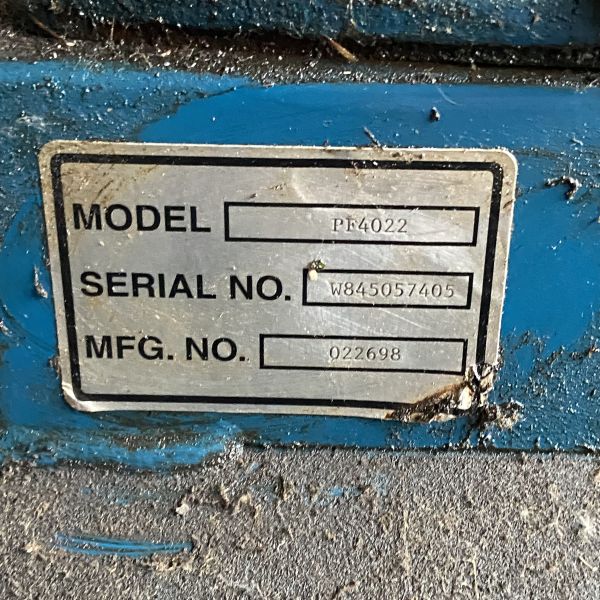 MODEL PF4022
SERIAL NO. W845057405
MFG. NO. 022698